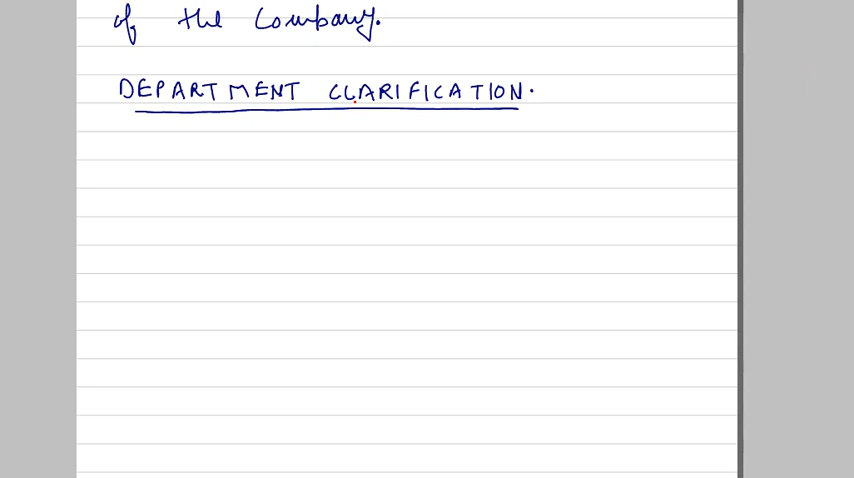 of the Company.
DEPARTMENT CLARIFICATION.